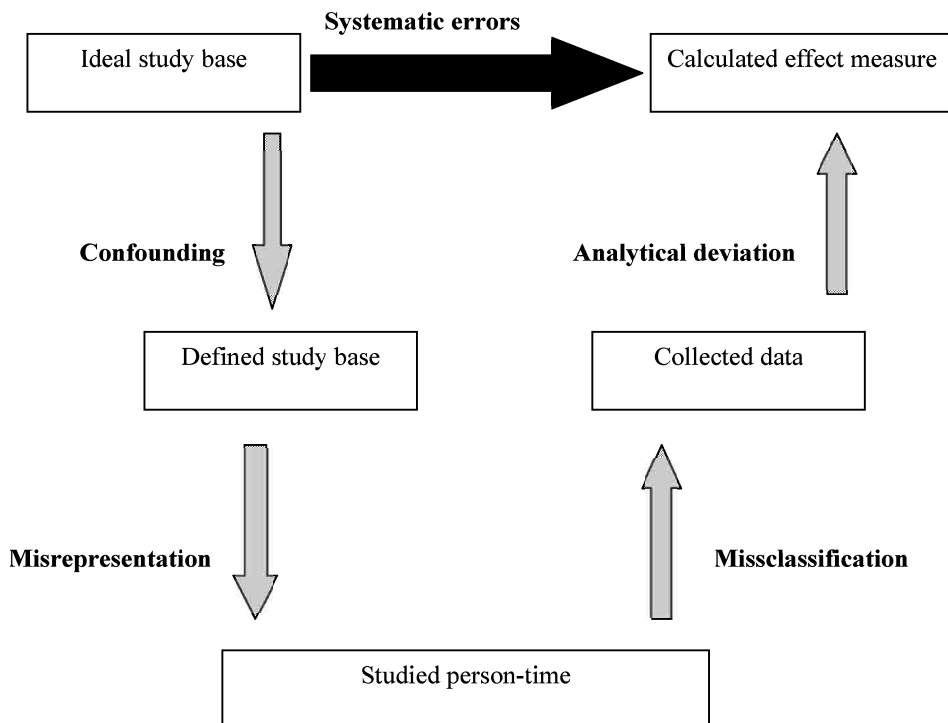 Systematic errors
Ideal study base
Calculated effect measure
Confounding
Analytical deviation
Defined study base
Collected data
Misrepresentation
Missclassification
Studied person-time